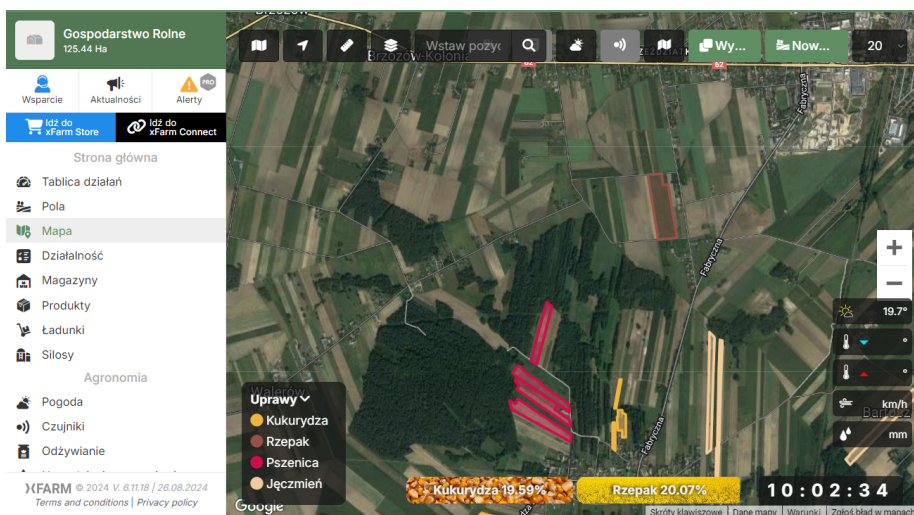 Gospodarstwo Rolne
125.44 Ha
Wsparcie
Aktualności
PRO
Alerty
Idź do
xFarm Store
Idź do
xFarm Connect
Strona główna
Tablica działań
Pola
Mapa
Działalność
Magazyny
Produkty
Ładunki
Silosy
Agronomia
Pogoda
Czujniki
Odżywianie
XFARM © 2024 V. 6.11.18 | 26.08.2024
Terms and conditions | Privacy policy
Wstaw pozyc
Wy...
Now...
20
Brzozów-Kolonia
62
62
Fabryczna
Fabryczna
Fabryczna
Walerów
Uprawy
Kukurydza
Rzepak
Pszenica
Jęczmień
19.7°
°
°
km/h
mm
Kukurydza 19.59%
Rzepak 20.07%
10:02:34
Google
Skróty klawiszowe
Dane mapy
Warunki
Zgłoś błąd w mapach